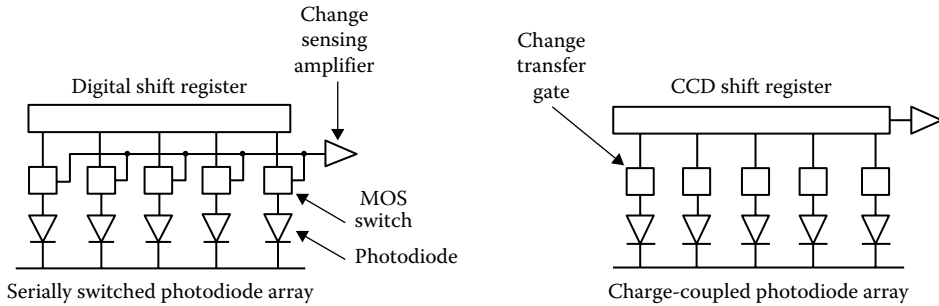 Change
sensing
amplifier
Digital shift register
MOS
switch
Photodiode
Serially switched photodiode array
Change
transfer
gate
CCD shift register
Charge-coupled photodiode array